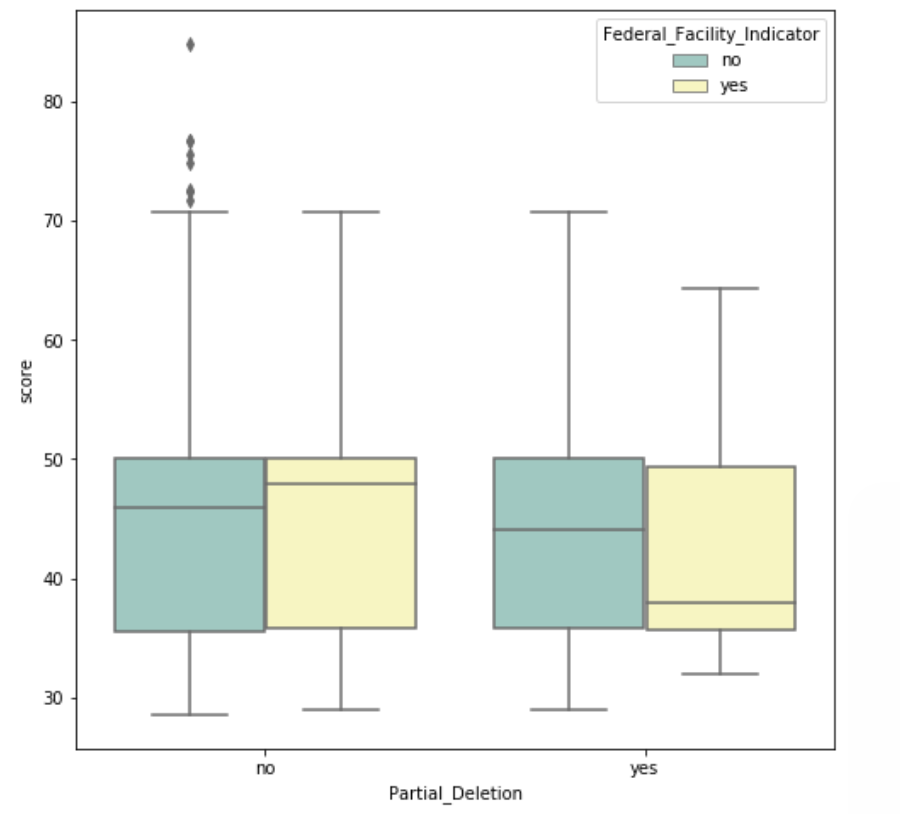 Federal_Facility_Indicator
no
yes
80
70
60
50
40
30
score
no
yes
Partial_Deletion